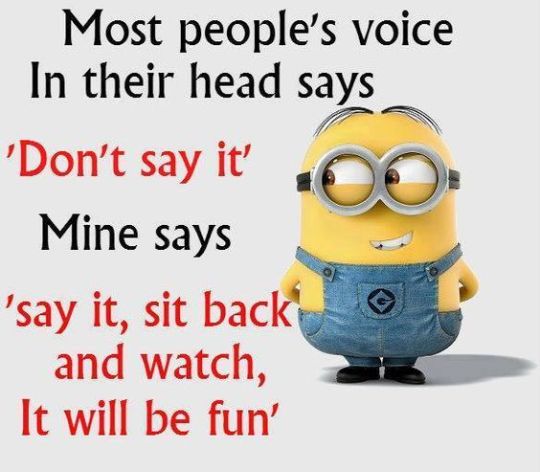 Most people's voice
In their head says
'Don't say it'
Mine says
'say it, sit back
and watch,
It will be fun'